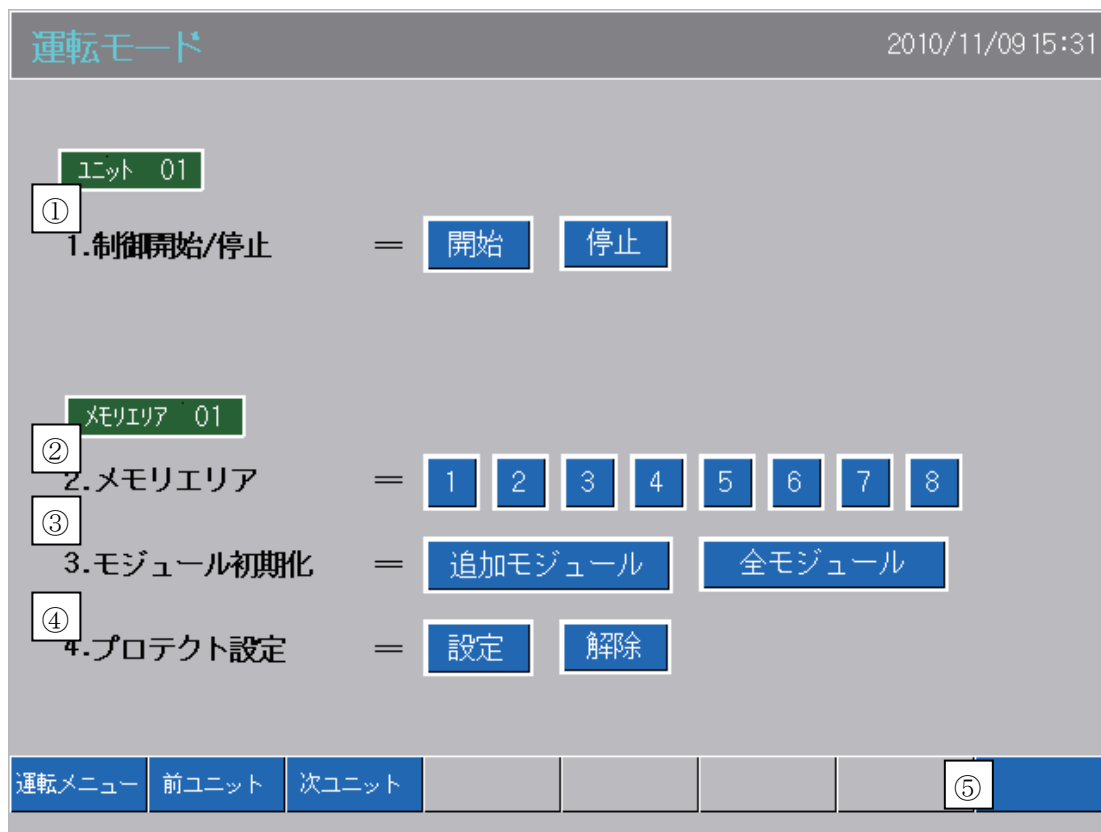 運転モード 2010/11/09 15:31
ユニット 01
①
1.制御開始/停止 = 開始 停止
メモリエリア 01
②
2.メモリエリア = 1 2 3 4 5 6 7 8
③
3.モジュール初期化 = 追加モジュール 全モジュール
④
4.プロテクト設定 = 設定 解除
運転メニュー 前ユニット 次ユニット ⑤